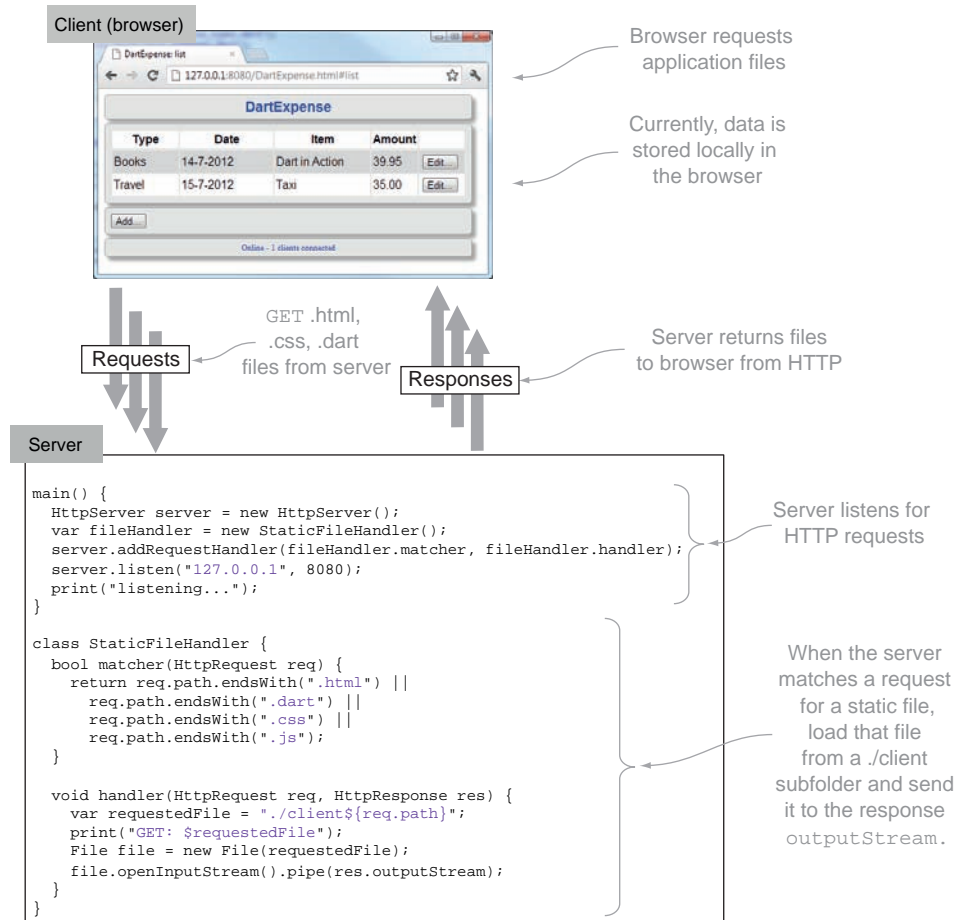 Client (browser)
DartExpense: list
127.0.0.1:8080/DartExpense.html#list
DartExpense
Type Date Item Amount
Books 14-7-2012 Dart in Action 39.95 Edit...
Travel 15-7-2012 Taxi 35.00 Edit...
Add...
Online - 1 clients connected
Browser requests
application files
Currently, data is
stored locally in
the browser
Requests
GET .html,
.css, .dart
files from server
Responses
Server returns files
to browser from HTTP
Server
main() {
  HttpServer server = new HttpServer();
  var fileHandler = new StaticFileHandler();
  server.addRequestHandler(fileHandler.matcher, fileHandler.handler);
  server.listen("127.0.0.1", 8080);
  print("listening...");
}
class StaticFileHandler {
  bool matcher(HttpRequest req) {
    return req.path.endsWith(".html") ||
      req.path.endsWith(".dart") ||
      req.path.endsWith(".css") ||
      req.path.endsWith(".js");
  }
  void handler(HttpRequest req, HttpResponse res) {
    var requestedFile = "./client${req.path}";
    print("GET: $requestedFile");
    File file = new File(requestedFile);
    file.openInputStream().pipe(res.outputStream);
  }
}
Server listens for
HTTP requests
When the server
matches a request
for a static file,
load that file
from a ./client
subfolder and send
it to the response
outputStream.